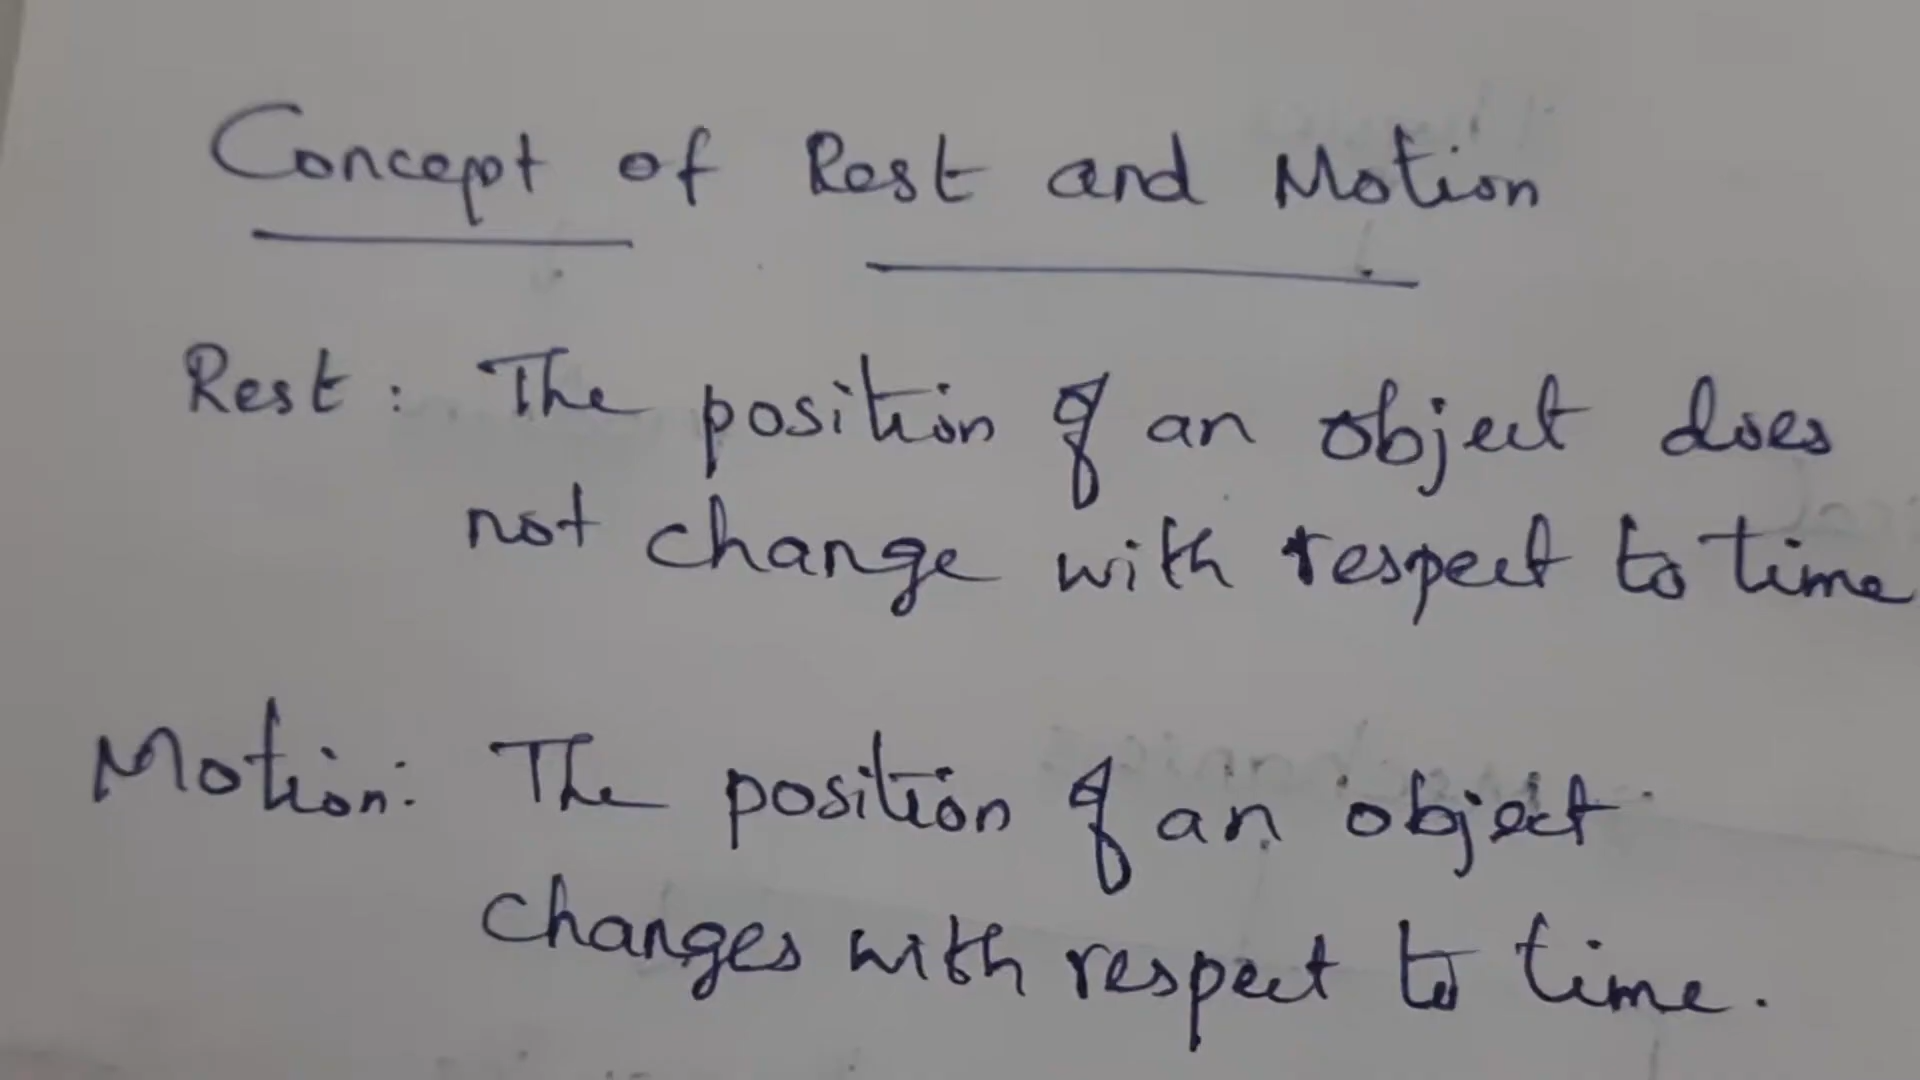 Concept of Rest and Motion
Rest : The position of an object does
not change with respect to time
Motion: The position of an object
changes with respect to time.